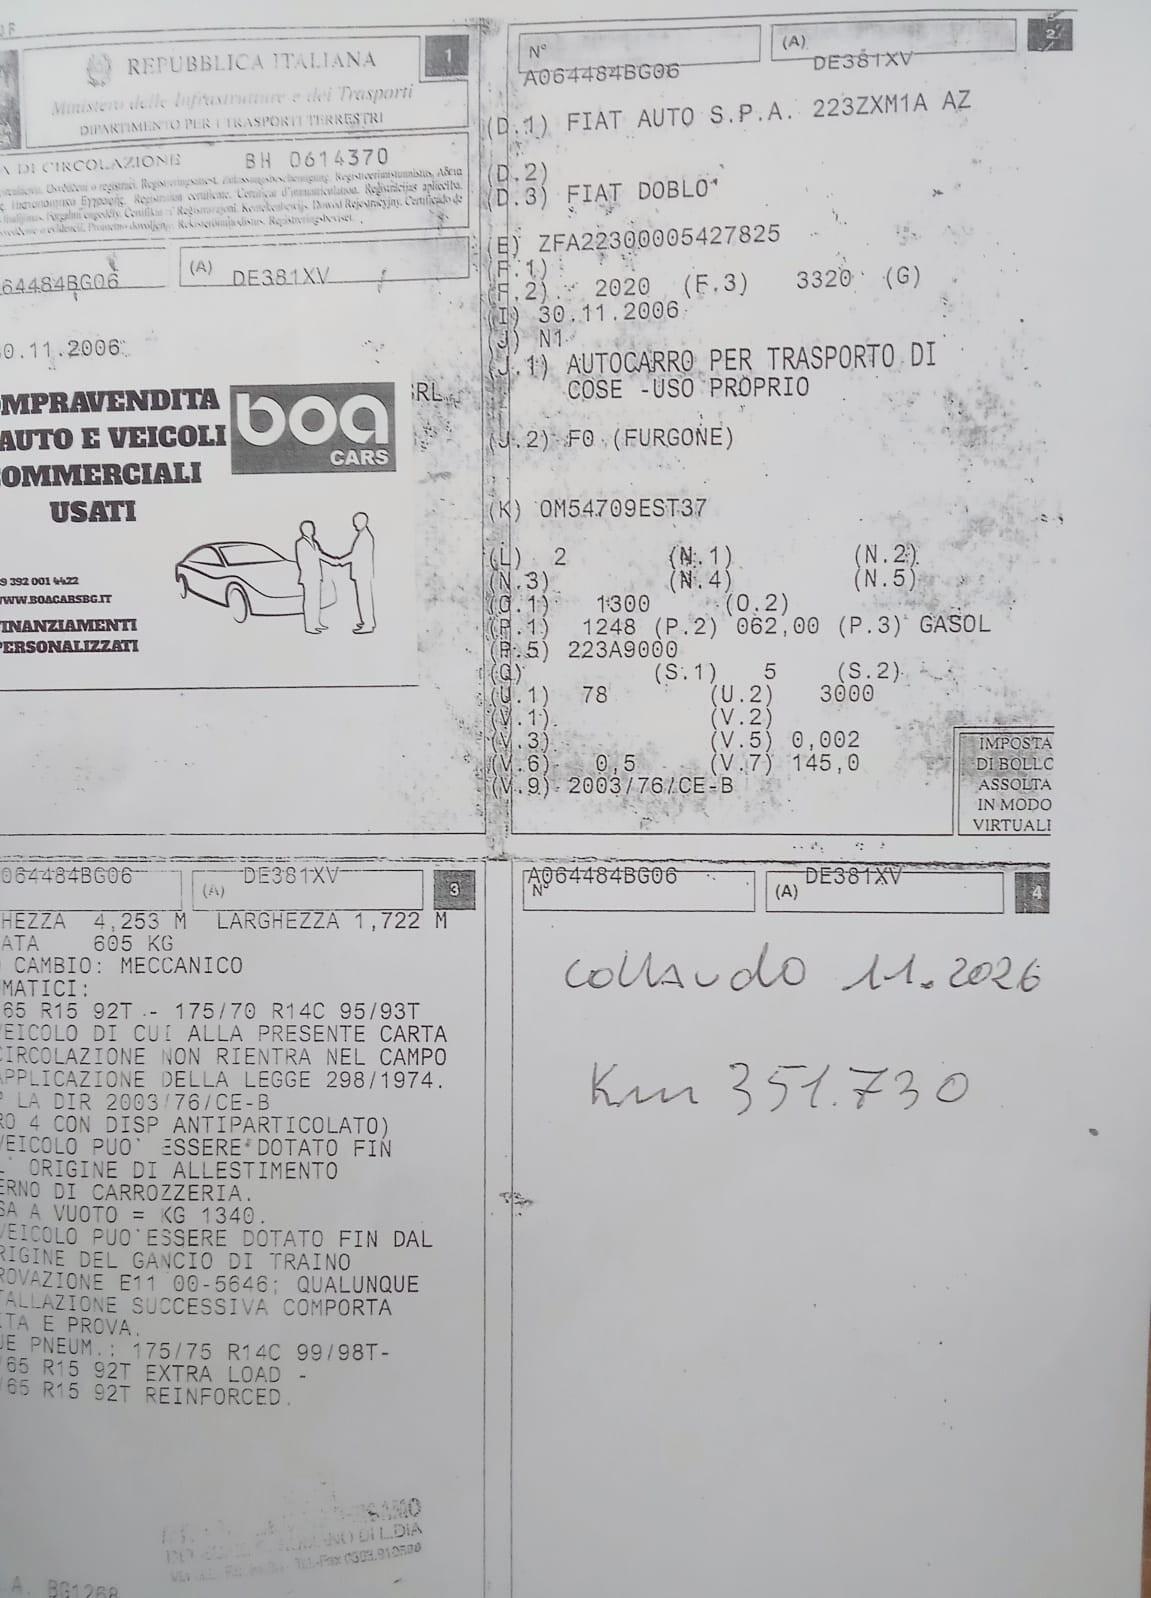 REPUBBLICA ITALIANA
1
Ministero delle Infrastrutture e dei Trasporti
DIPARTIMENTO PER I TRASPORTI TERRESTRI
A DI CIRCOLAZIONE BH 0614370
64484BG06 (A) DE381XV
0.11.2006
SRL
MPRAVENDITA
AUTO E VEICOLI
OMMERCIALI
USATI
boa
CARS
9 392 001 4422
WWW.BOACARSBG.IT
INANZIAMENTI
PERSONALIZZATI
N° (A) 2
A064484BG06 DE381XV
(D.1) FIAT AUTO S.P.A. 223ZXM1A AZ
(D.2)
(D.3) FIAT DOBLO'
(E) ZFA22300005427825
(F.1)
(F.2) 2020 (F.3) 3320 (G)
(I) 30.11.2006
(J) N1
(J.1) AUTOCARRO PER TRASPORTO DI
COSE -USO PROPRIO
(J.2) F0 (FURGONE)
(K) OM54709EST37
(L) 2 (N.1) (N.2)
(N.3) (N.4) (N.5)
(O.1) 1300 (O.2)
(P.1) 1248 (P.2) 062,00 (P.3) GASOL
(P.5) 223A9000
(Q) (S.1) 5 (S.2)
(U.1) 78 (U.2) 3000
(V.1) (V.2)
(V.3) (V.5) 0,002
(V.6) 0,5 (V.7) 145,0
(V.9) 2003/76/CE-B
IMPOSTA
DI BOLLO
ASSOLTA
IN MODO
VIRTUALE
064484BG06 (A) DE381XV 3
HEZZA 4,253 M LARGHEZZA 1,722 M
ATA 605 KG
CAMBIO: MECCANICO
MATICI:
65 R15 92T - 175/70 R14C 95/93T
VEICOLO DI CUI ALLA PRESENTE CARTA
CIRCOLAZIONE NON RIENTRA NEL CAMPO
APPLICAZIONE DELLA LEGGE 298/1974.
LA DIR 2003/76/CE-B
RO 4 CON DISP ANTIPARTICOLATO)
VEICOLO PUO' ESSERE DOTATO FIN
L' ORIGINE DI ALLESTIMENTO
ERNO DI CARROZZERIA.
SA A VUOTO = KG 1340.
VEICOLO PUO'ESSERE DOTATO FIN DAL
RIGINE DEL GANCIO DI TRAINO
ROVAZIONE E11 00-5646; QUALUNQUE
TALLAZIONE SUCCESSIVA COMPORTA
ITA E PROVA.
UE PNEUM.: 175/75 R14C 99/98T-
/65 R15 92T EXTRA LOAD -
/65 R15 92T REINFORCED.
A. BG1268
A064484BG06 DE381XV
N° (A) 4
collaudo 11.2026
Km 351.730